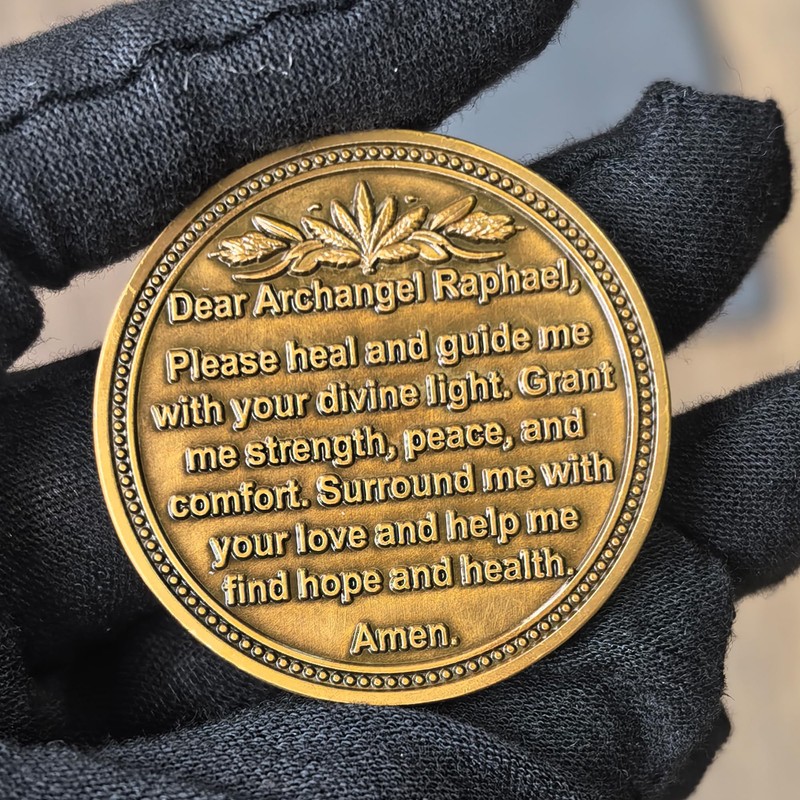 Dear Archangel Raphael,
Please heal and guide me
with your divine light. Grant
me strength, peace, and
comfort. Surround me with
your love and help me
find hope and health.
Amen.